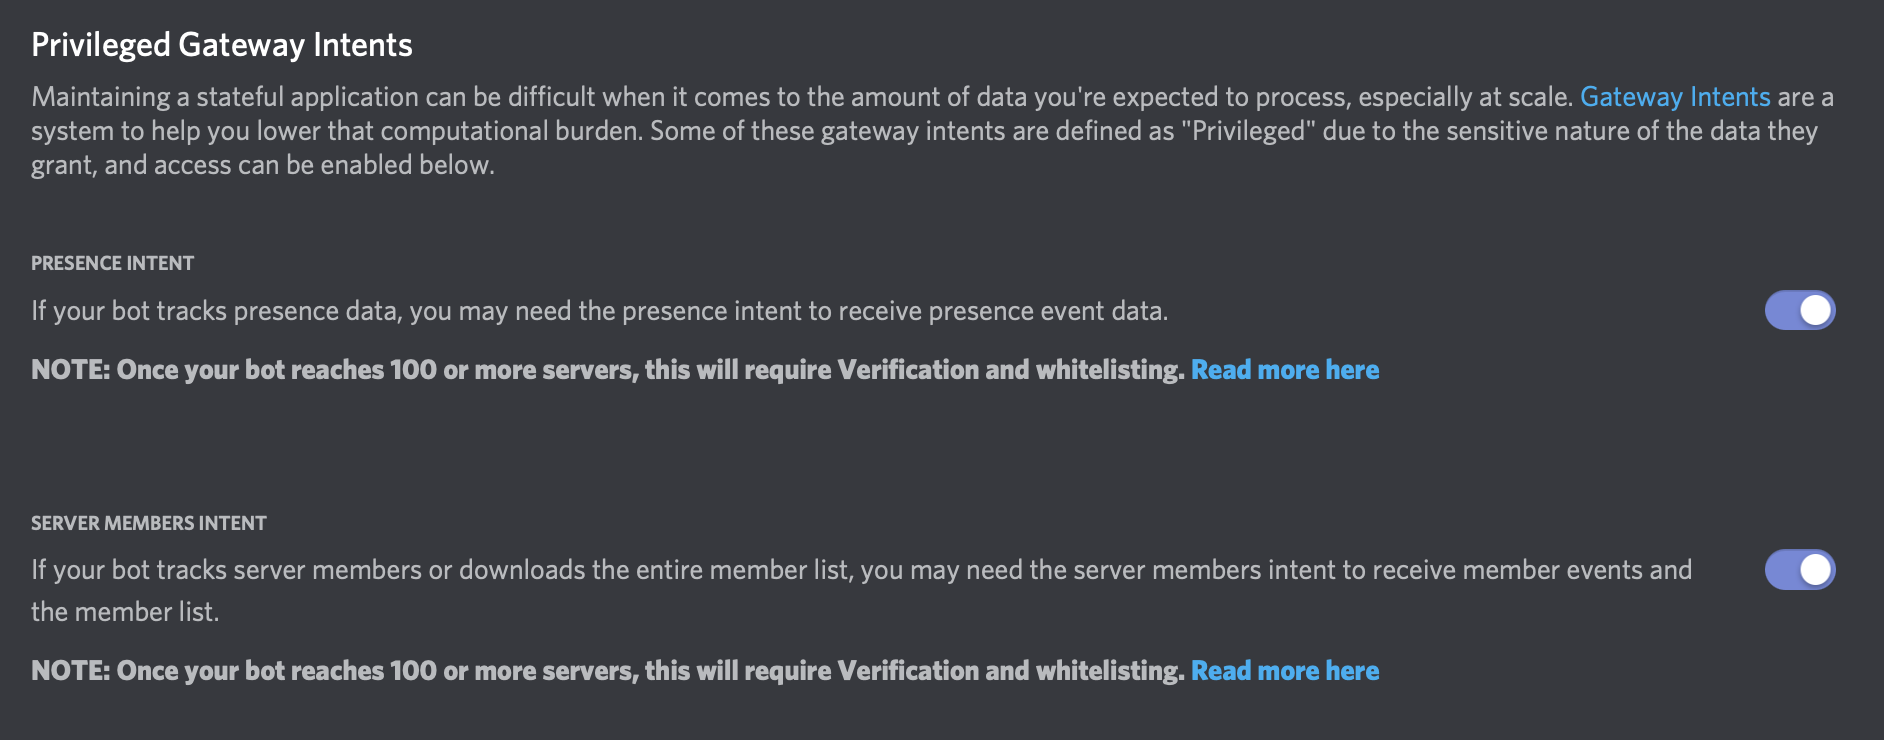 Privileged Gateway Intents
Maintaining a stateful application can be difficult when it comes to the amount of data you're expected to process, especially at scale. Gateway Intents are a
system to help you lower that computational burden. Some of these gateway intents are defined as "Privileged" due to the sensitive nature of the data they
grant, and access can be enabled below.
PRESENCE INTENT
If your bot tracks presence data, you may need the presence intent to receive presence event data.
NOTE: Once your bot reaches 100 or more servers, this will require Verification and whitelisting. Read more here
SERVER MEMBERS INTENT
If your bot tracks server members or downloads the entire member list, you may need the server members intent to receive member events and
the member list.
NOTE: Once your bot reaches 100 or more servers, this will require Verification and whitelisting. Read more here